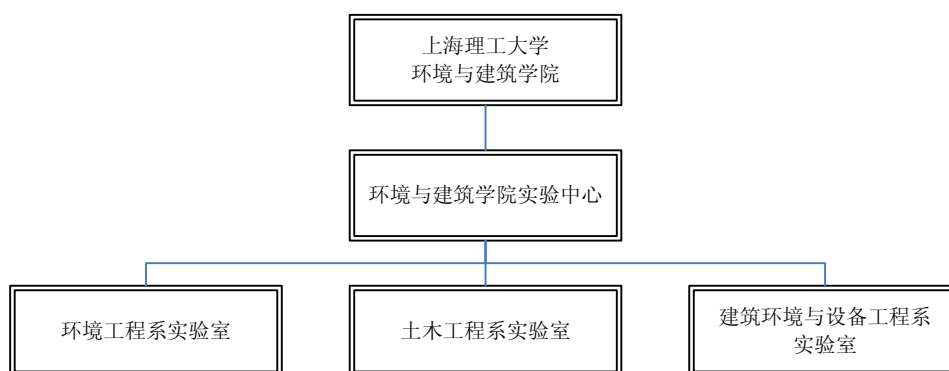 上海理工大学
环境与建筑学院
环境与建筑学院实验中心
环境工程系实验室
土木工程系实验室
建筑环境与设备工程系
实验室